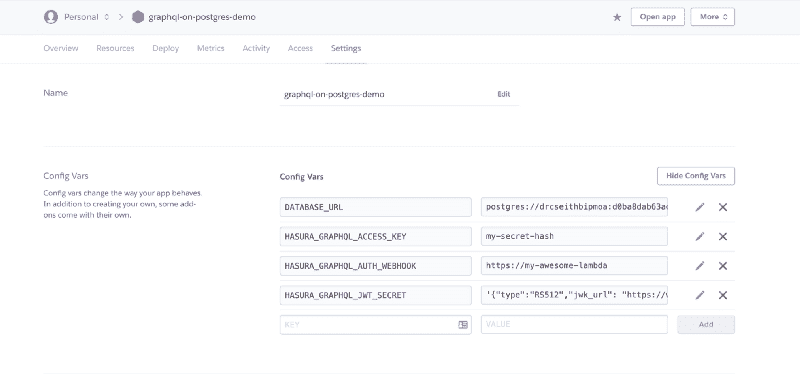 Personal graphql-on-postgres-demo Open app More
Overview Resources Deploy Metrics Activity Access Settings
Name graphql-on-postgres-demo Edit
Config Vars Config Vars Hide Config Vars
Config vars change the way your app behaves.
In addition to creating your own, some add-
ons come with their own.
DATABASE_URL postgres://drcseithbipmoa:d0ba8dab63a
HASURA_GRAPHQL_ACCESS_KEY my-secret-hash
HASURA_GRAPHQL_AUTH_WEBHOOK https://my-awesome-lambda
HASURA_GRAPHQL_JWT_SECRET '{"type":"RS512","jwk_url": "https://
KEY VALUE Add